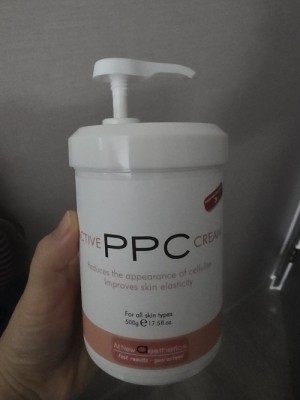 ACTIVE PPC CREAM
Reduces the appearance of cellulite
Improves skin elasticity
For all skin types
500g e 17.5fl.oz